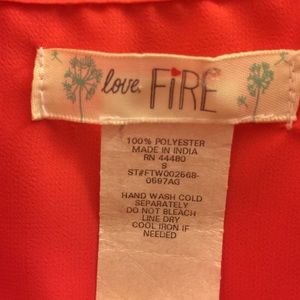 love, FiRE
100% POLYESTER
MADE IN INDIA
RN 44480
S
ST#FTW002668-
0697AG
HAND WASH COLD
SEPARATELY
DO NOT BLEACH
LINE DRY
COOL IRON IF
NEEDED